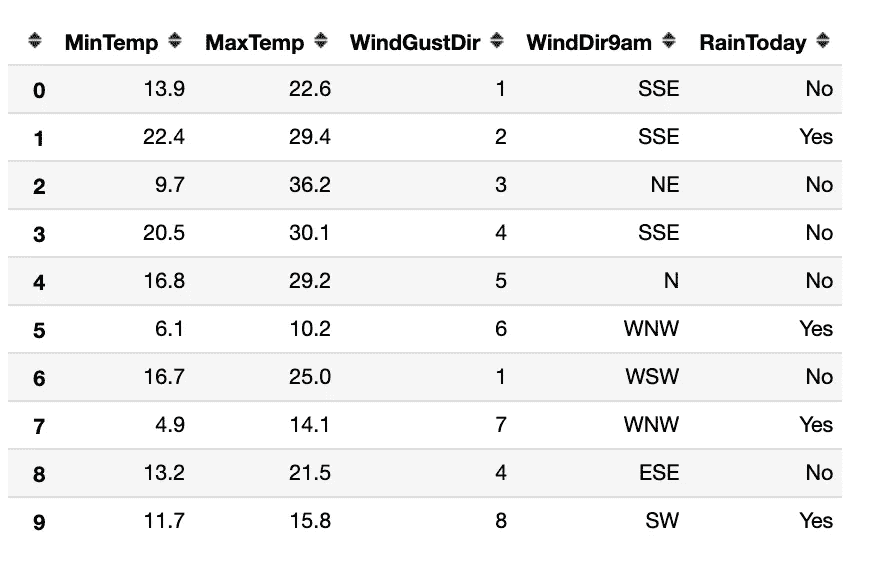 MinTemp MaxTemp WindGustDir WindDir9am RainToday
0 13.9 22.6 1 SSE No
1 22.4 29.4 2 SSE Yes
2 9.7 36.2 3 NE No
3 20.5 30.1 4 SSE No
4 16.8 29.2 5 N No
5 6.1 10.2 6 WNW Yes
6 16.7 25.0 1 WSW No
7 4.9 14.1 7 WNW Yes
8 13.2 21.5 4 ESE No
9 11.7 15.8 8 SW Yes